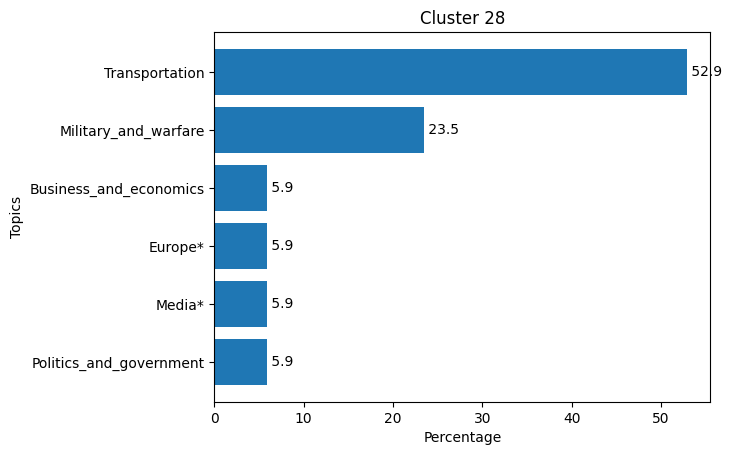 Cluster 28
Topics
Transportation 52.9
Military_and_warfare 23.5
Business_and_economics 5.9
Europe* 5.9
Media* 5.9
Politics_and_government 5.9
0 10 20 30 40 50
Percentage